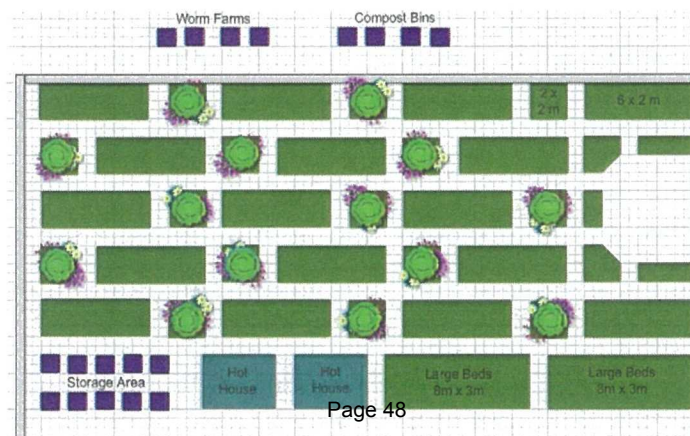 Worm Farms
Compost Bins
2 x
2 m
6 x 2 m
Storage Area
Hot
House
Hot
House
Large Beds
8m x 3m
Large Beds
8m x 3m
Page 48